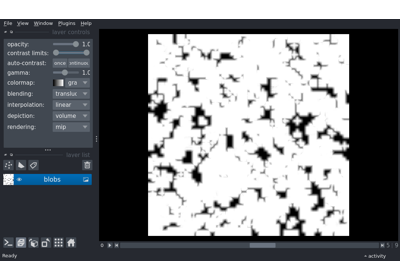 File View Window Plugins Help
layer controls
opacity: 1.0
contrast limits:
auto-contrast: once continuous
gamma: 1.0
colormap: gra
blending: translu
interpolation: linear
depiction: volume
rendering: mip
layer list
blobs
Ready
activity